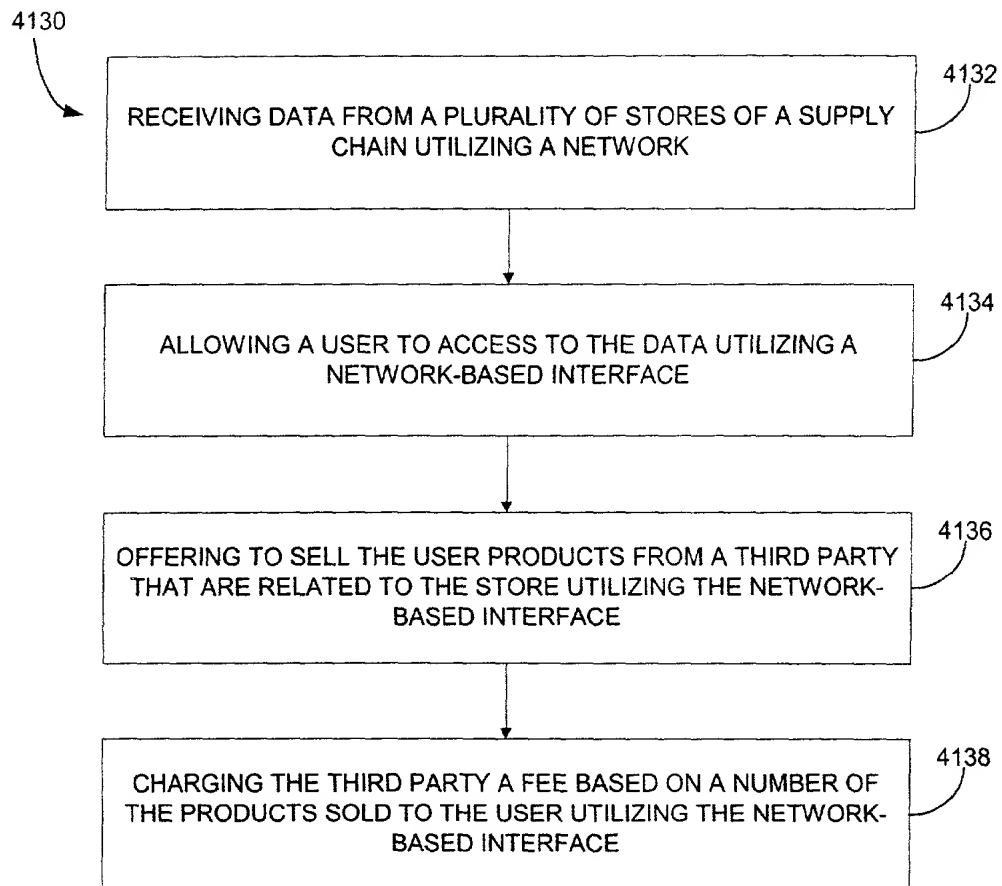 4130
4132
RECEIVING DATA FROM A PLURALITY OF STORES OF A SUPPLY
CHAIN UTILIZING A NETWORK
4134
ALLOWING A USER TO ACCESS TO THE DATA UTILIZING A
NETWORK-BASED INTERFACE
4136
OFFERING TO SELL THE USER PRODUCTS FROM A THIRD PARTY
THAT ARE RELATED TO THE STORE UTILIZING THE NETWORK-
BASED INTERFACE
4138
CHARGING THE THIRD PARTY A FEE BASED ON A NUMBER OF
THE PRODUCTS SOLD TO THE USER UTILIZING THE NETWORK-
BASED INTERFACE